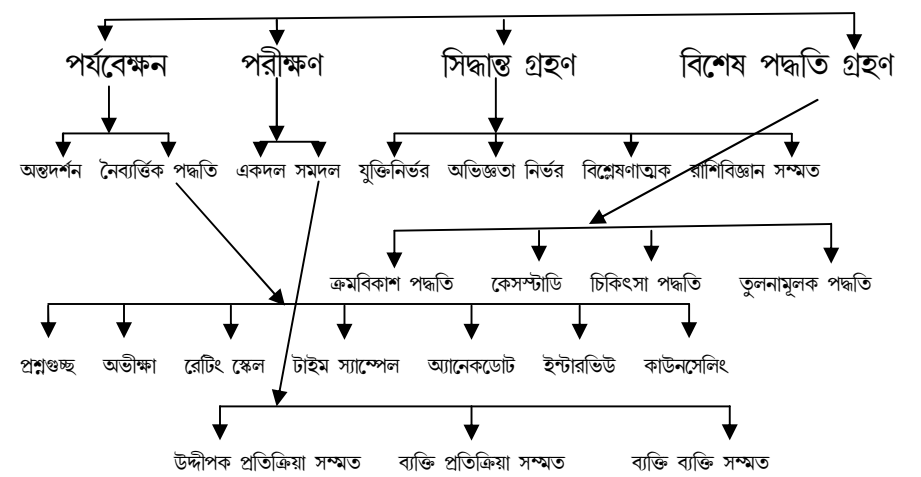 পর্যবেক্ষন পরীক্ষণ সিদ্ধান্ত গ্রহণ বিশেষ পদ্ধতি গ্রহণ
অন্তদর্শন নৈব্যর্ত্তিক পদ্ধতি একদল সমদল যুক্তিনির্ভর অভিজ্ঞতা নির্ভর বিশ্লেষণাত্মক রাশিবিজ্ঞান সম্মত
ক্রমবিকাশ পদ্ধতি কেসস্টাডি চিকিৎসা পদ্ধতি তুলনামূলক পদ্ধতি
প্রশ্নগুচ্ছ অভীক্ষা রেটিং স্কেল টাইম স্যাম্পেল অ্যানেকডোট ইন্টারভিউ কাউনসেলিং
উদ্দীপক প্রতিক্রিয়া সম্মত ব্যক্তি প্রতিক্রিয়া সম্মত ব্যক্তি ব্যক্তি সম্মত